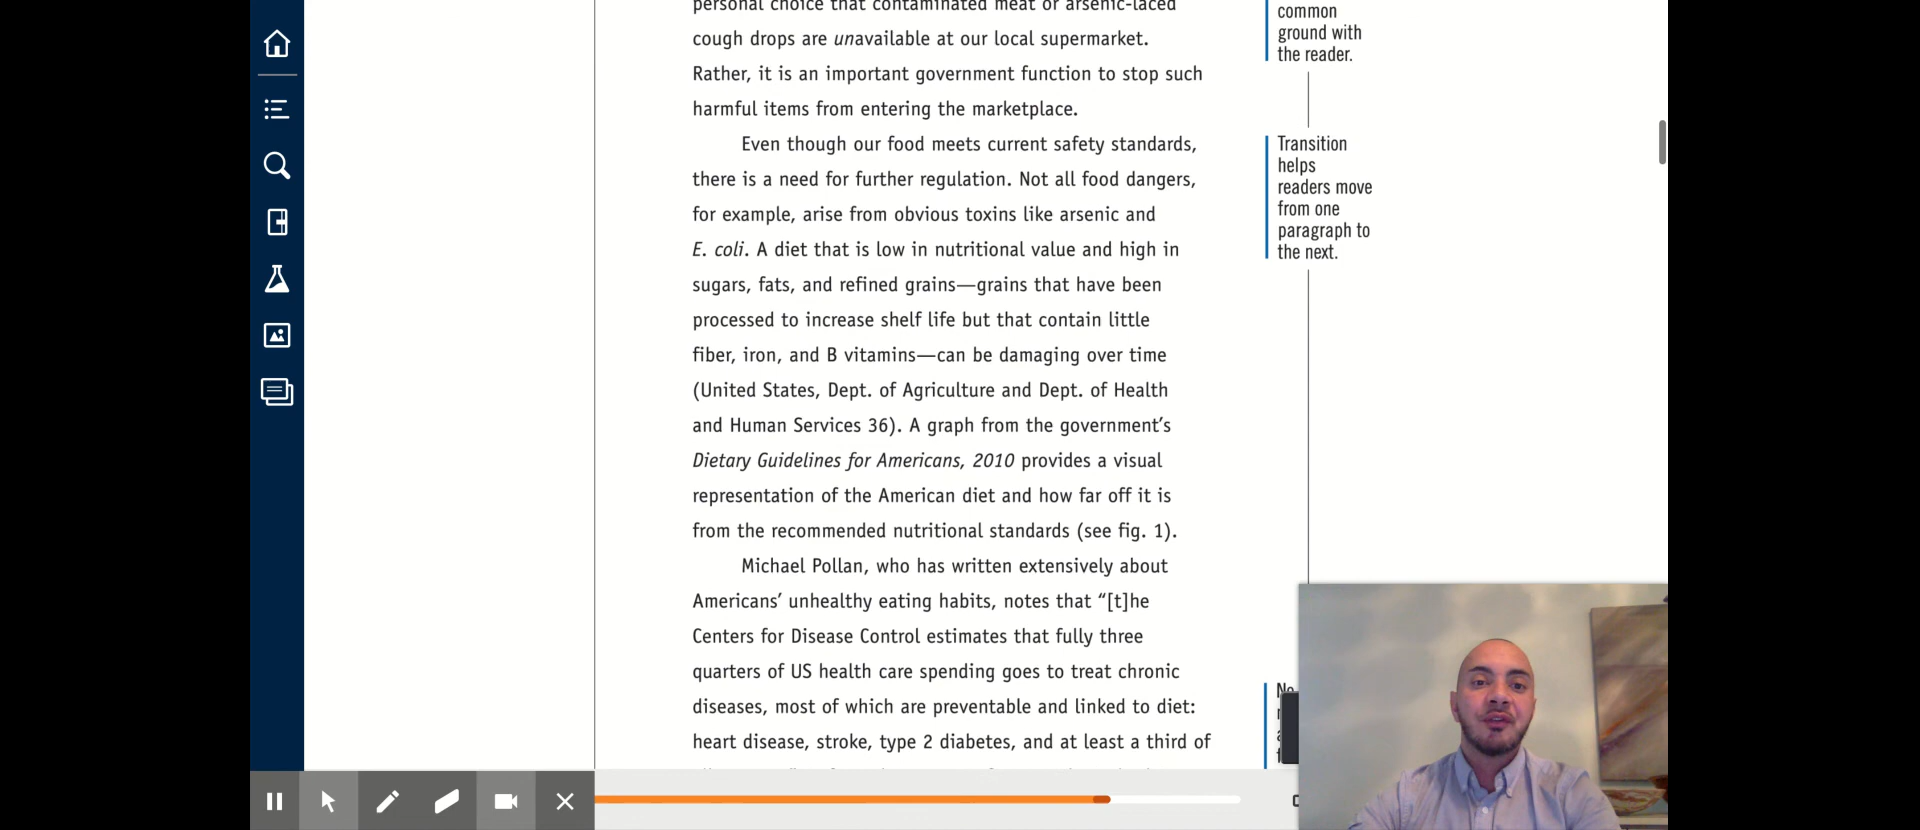 personal choice that contaminated meat or arsenic-laced
cough drops are unavailable at our local supermarket.
Rather, it is an important government function to stop such
harmful items from entering the marketplace.
Even though our food meets current safety standards,
there is a need for further regulation. Not all food dangers,
for example, arise from obvious toxins like arsenic and
E. coli. A diet that is low in nutritional value and high in
sugars, fats, and refined grains—grains that have been
processed to increase shelf life but that contain little
fiber, iron, and B vitamins—can be damaging over time
(United States, Dept. of Agriculture and Dept. of Health
and Human Services 36). A graph from the government's
Dietary Guidelines for Americans, 2010 provides a visual
representation of the American diet and how far off it is
from the recommended nutritional standards (see fig. 1).
Michael Pollan, who has written extensively about
Americans' unhealthy eating habits, notes that “[t]he
Centers for Disease Control estimates that fully three
quarters of US health care spending goes to treat chronic
diseases, most of which are preventable and linked to diet:
heart disease, stroke, type 2 diabetes, and at least a third of
common
ground with
the reader.
Transition
helps
readers move
from one
paragraph to
the next.